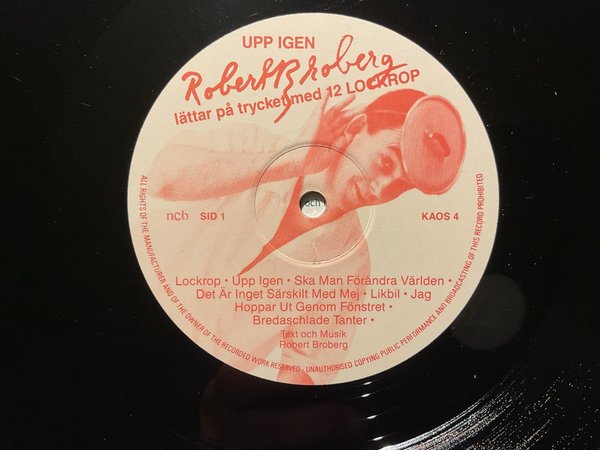 UPP IGEN
Robert Broberg
lättar på trycket med 12 LOCKROP
ncb SID 1
KAOS 4
Lockrop • Upp Igen • Ska Man Förändra Världen •
Det Är Inget Särskilt Med Mej • Likbil • Jag
Hoppar Ut Genom Fönstret •
Bredaschlade Tanter •
Text och Musik
Robert Broberg
ALL RIGHTS OF THE MANUFACTURER AND OF THE OWNER OF THE RECORDED WORK RESERVED · UNAUTHORISED COPYING PUBLIC PERFORMANCE AND BROADCASTING OF THIS RECORD PROHIBITED